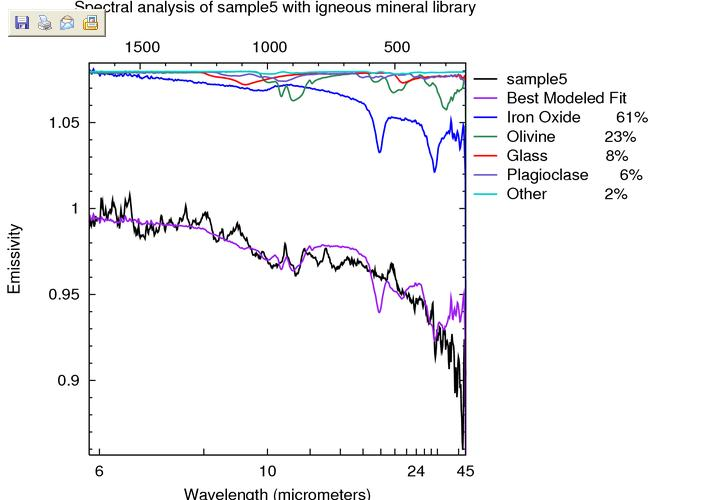 Spectral analysis of sample5 with igneous mineral library
1500 1000 500
sample5
Best Modeled Fit
Iron Oxide 61%
Olivine 23%
Glass 8%
Plagioclase 6%
Other 2%
1.05
1
0.95
0.9
Emissivity
6 10 24 45
Wavelength (micrometers)